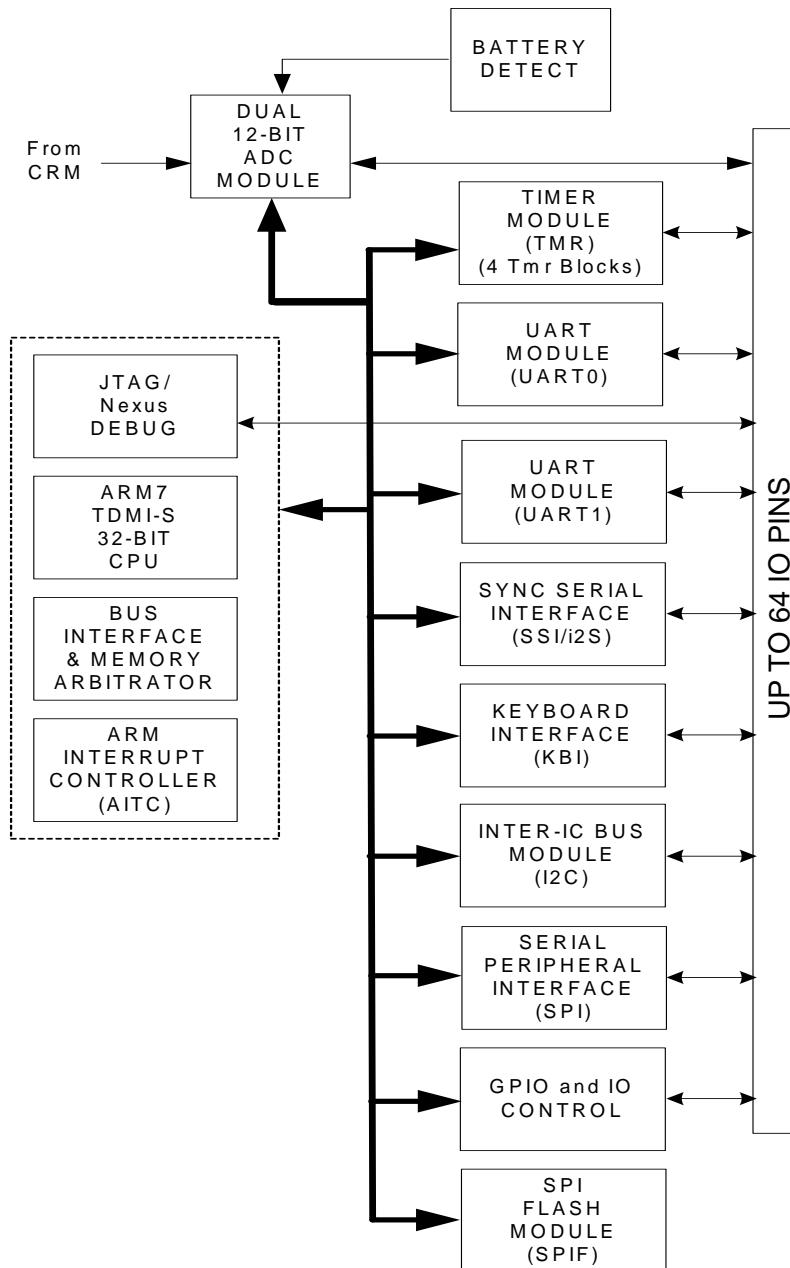 BATTERY
DETECT
DUAL
12-BIT
ADC
MODULE
From
CRM
TIMER
MODULE
(TMR)
(4 Tmr Blocks)
UART
MODULE
(UART0)
JTAG/
Nexus
DEBUG
UART
MODULE
(UART1)
ARM7
TDMI-S
32-BIT
CPU
SYNC SERIAL
INTERFACE
(SSI/i2S)
BUS
INTERFACE
& MEMORY
ARBITRATOR
KEYBOARD
INTERFACE
(KBI)
ARM
INTERRUPT
CONTROLLER
(AITC)
INTER-IC BUS
MODULE
(I2C)
SERIAL
PERIPHERAL
INTERFACE
(SPI)
GPIO and IO
CONTROL
SPI
FLASH
MODULE
(SPIF)
UP TO 64 IO PINS